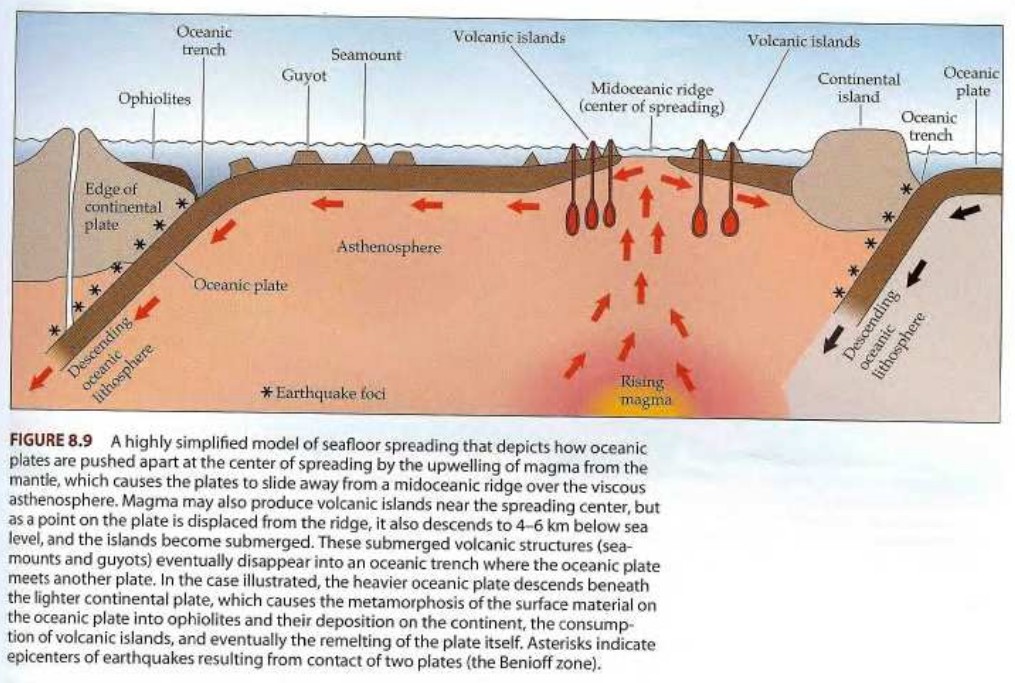 Oceanic
trench
Volcanic islands
Volcanic islands
Seamount
Guyot
Midoceanic ridge
(center of spreading)
Continental
island
Oceanic
plate
Ophiolites
Oceanic
trench
Edge of
continental
plate
Asthenosphere
Oceanic plate
Descending
oceanic
lithosphere
Descending
oceanic
lithosphere
* Earthquake foci
Rising
magma
FIGURE 8.9 A highly simplified model of seafloor spreading that depicts how oceanic
plates are pushed apart at the center of spreading by the upwelling of magma from the
mantle, which causes the plates to slide away from a midoceanic ridge over the viscous
asthenosphere. Magma may also produce volcanic islands near the spreading center, but
as a point on the plate is displaced from the ridge, it also descends to 4–6 km below sea
level, and the islands become submerged. These submerged volcanic structures (sea-
mounts and guyots) eventually disappear into an oceanic trench where the oceanic plate
meets another plate. In the case illustrated, the heavier oceanic plate descends beneath
the lighter continental plate, which causes the metamorphosis of the surface material on
the oceanic plate into ophiolites and their deposition on the continent, the consump-
tion of volcanic islands, and eventually the remelting of the plate itself. Asterisks indicate
epicenters of earthquakes resulting from contact of two plates (the Benioff zone).